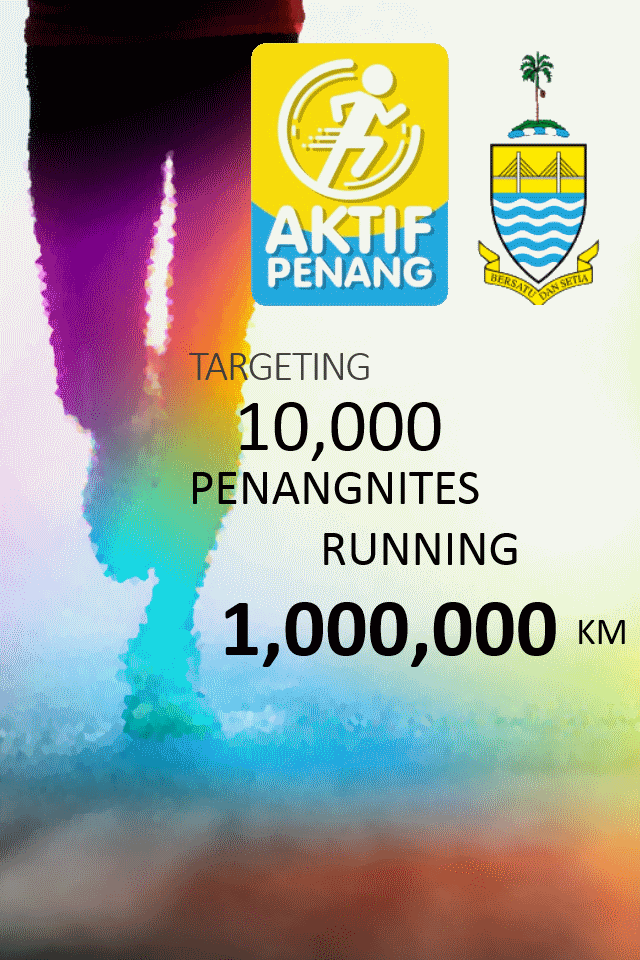 AKTIF
PENANG
BERSATU DAN SETIA
TARGETING
10,000
PENANGNITES
RUNNING
1,000,000 KM